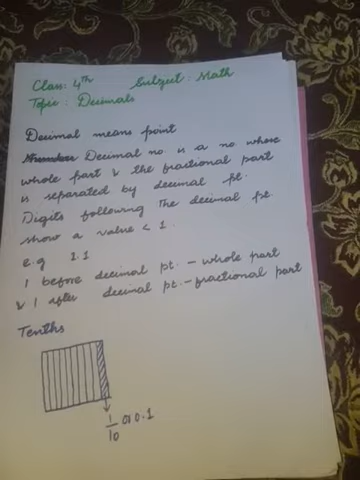 Class: 4th Subject: Math
Topic: Decimals
Decimal means point
Decimal no. is a no. whose
whole part & the fractional part
is separated by decimal pt.
Digits following the decimal pt.
show a value < 1.
e.g 1.1
1 before decimal pt. - whole part
& 1 after decimal pt. - fractional part
Tenths
1/10 or 0.1